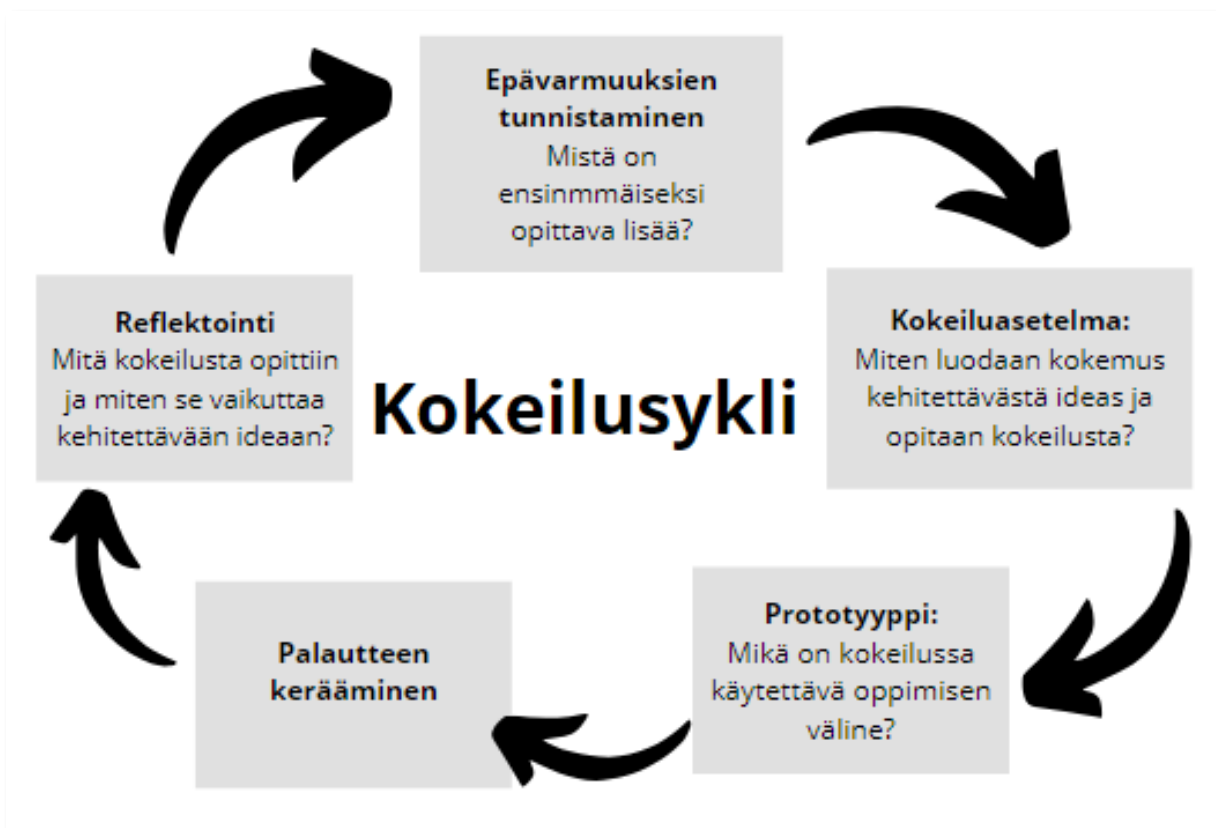 Epävarmuuksien
tunnistaminen
Mistä on
ensinmmäiseksi
opittava lisää?
Kokeiluasetelma:
Miten luodaan kokemus
kehitettävästä ideas ja
opitaan kokeilusta?
Prototyyppi:
Mikä on kokeilussa
käytettävä oppimisen
väline?
Palautteen
kerääminen
Reflektointi
Mitä kokeilusta opittiin
ja miten se vaikuttaa
kehitettävään ideaan?
Kokeilusykli